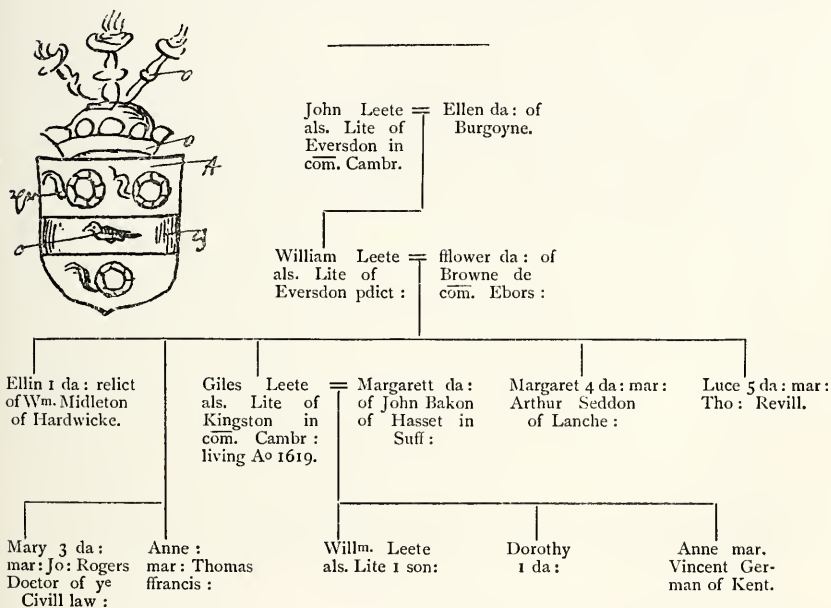 John Leete = Ellen da : of
als. Lite of Burgoyne.
Eversdon in
com̅. Cambr.
William Leete = fflower da : of
als. Lite of Browne de
Eversdon pdict : com̅. Ebors :
Ellin 1 da : relict
of Wm. Midleton
of Hardwicke.
Giles Leete = Margarett da :
als. Lite of of John Bakon
Kingston in of Hasset in
com̅. Cambr : Suff :
living Ao 1619.
Margaret 4 da : mar :
Arthur Seddon
of Lanche :
Luce 5 da : mar :
Tho : Revill.
Mary 3 da :
mar : Jo : Rogers
Doetor of ye
Civill law :
Anne :
mar : Thomas
ffrancis :
Willm. Leete
als. Lite 1 son :
Dorothy
1 da :
Anne mar.
Vincent Ger-
man of Kent.
o
o
A
G
o